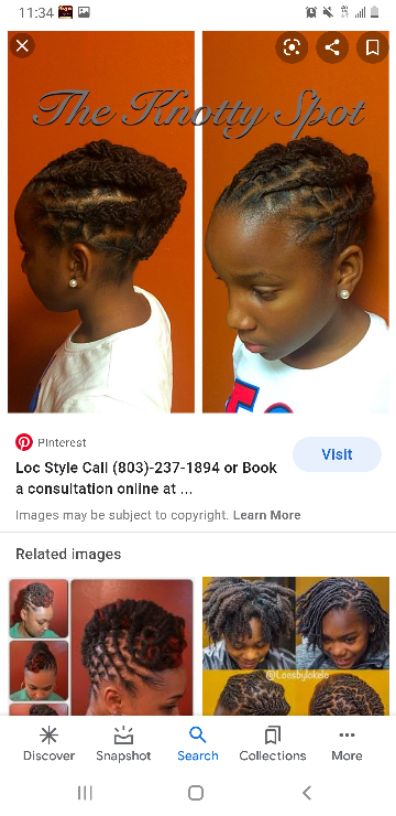 11:34
The Knotty Spot
Pinterest
Loc Style Call (803)-237-1894 or Book
a consultation online at ...
Visit
Images may be subject to copyright. Learn More
Related images
@Locsbylokelo
Discover
Snapshot
Search
Collections
More